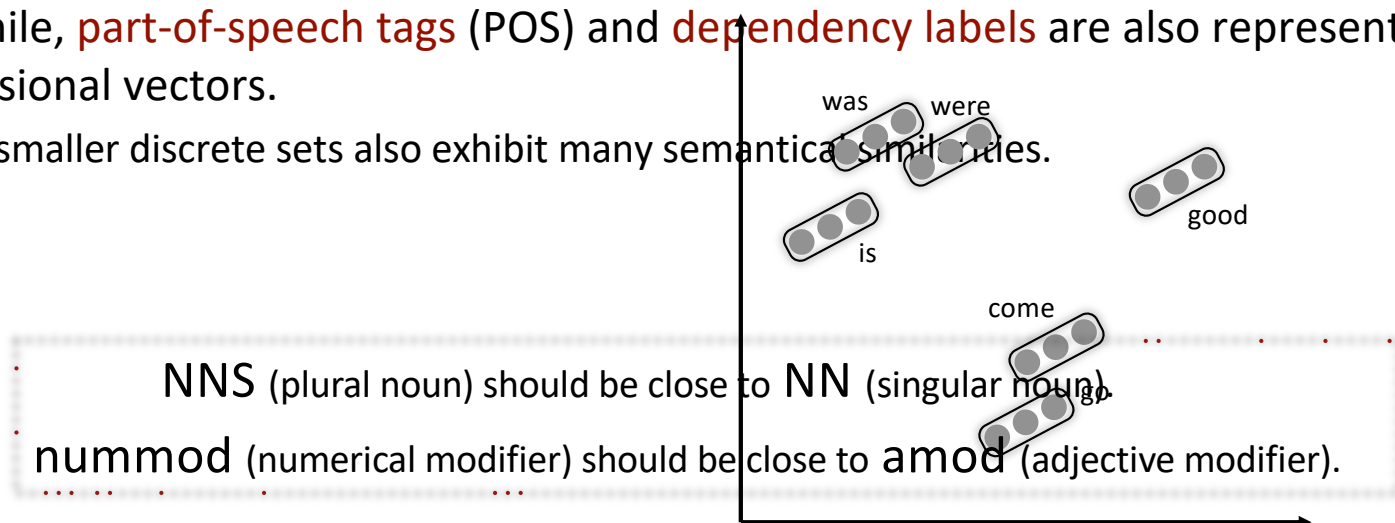 ile, part-of-speech tags (POS) and dependency labels are also represent
sional vectors.
was were
smaller discrete sets also exhibit many semantical similarities.
good
is
come
NNS (plural noun) should be close to NN (singular noun).
go
nummod (numerical modifier) should be close to amod (adjective modifier).